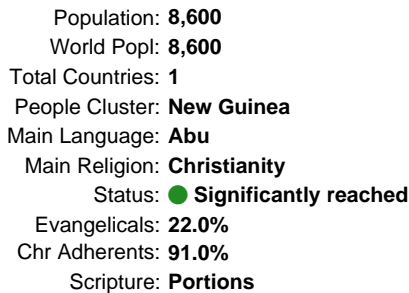 Population: 8,600
World Popl: 8,600
Total Countries: 1
People Cluster: New Guinea
Main Language: Abu
Main Religion: Christianity
Status: Significantly reached
Evangelicals: 22.0%
Chr Adherents: 91.0%
Scripture: Portions